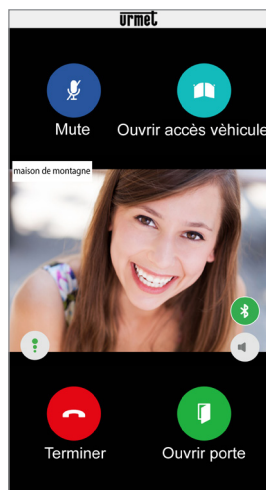 urmet
Mute
Ouvrir accès vèhicule
maison de montagne
Terminer
Ouvrir porte